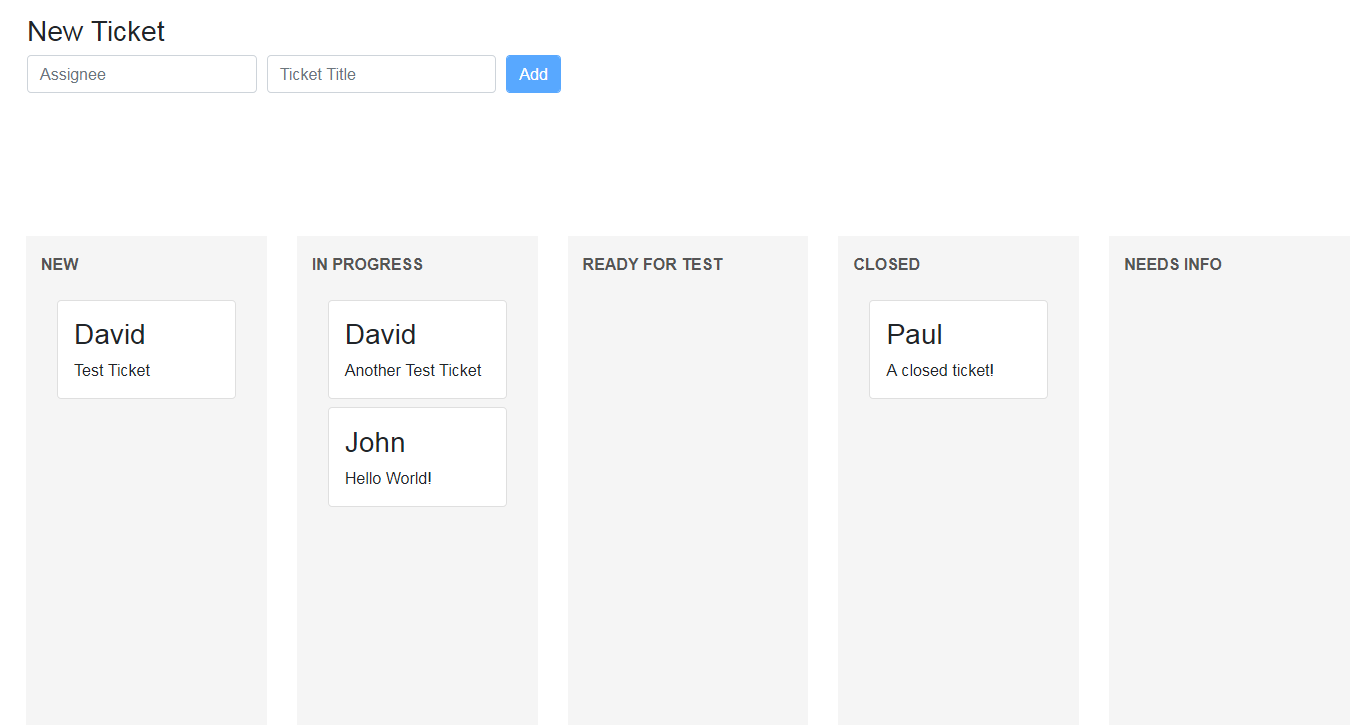 New Ticket
Assignee
Ticket Title
Add
NEW
David
Test Ticket
IN PROGRESS
David
Another Test Ticket
John
Hello World!
READY FOR TEST
CLOSED
Paul
A closed ticket!
NEEDS INFO